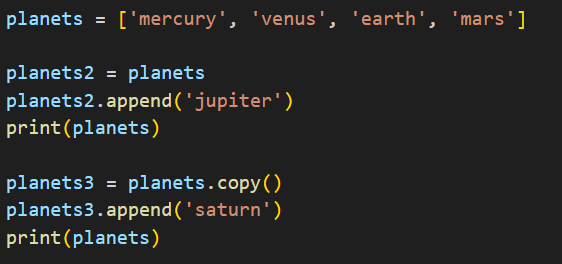 planets = ['mercury', 'venus', 'earth', 'mars']
planets2 = planets
planets2.append('jupiter')
print(planets)
planets3 = planets.copy()
planets3.append('saturn')
print(planets)